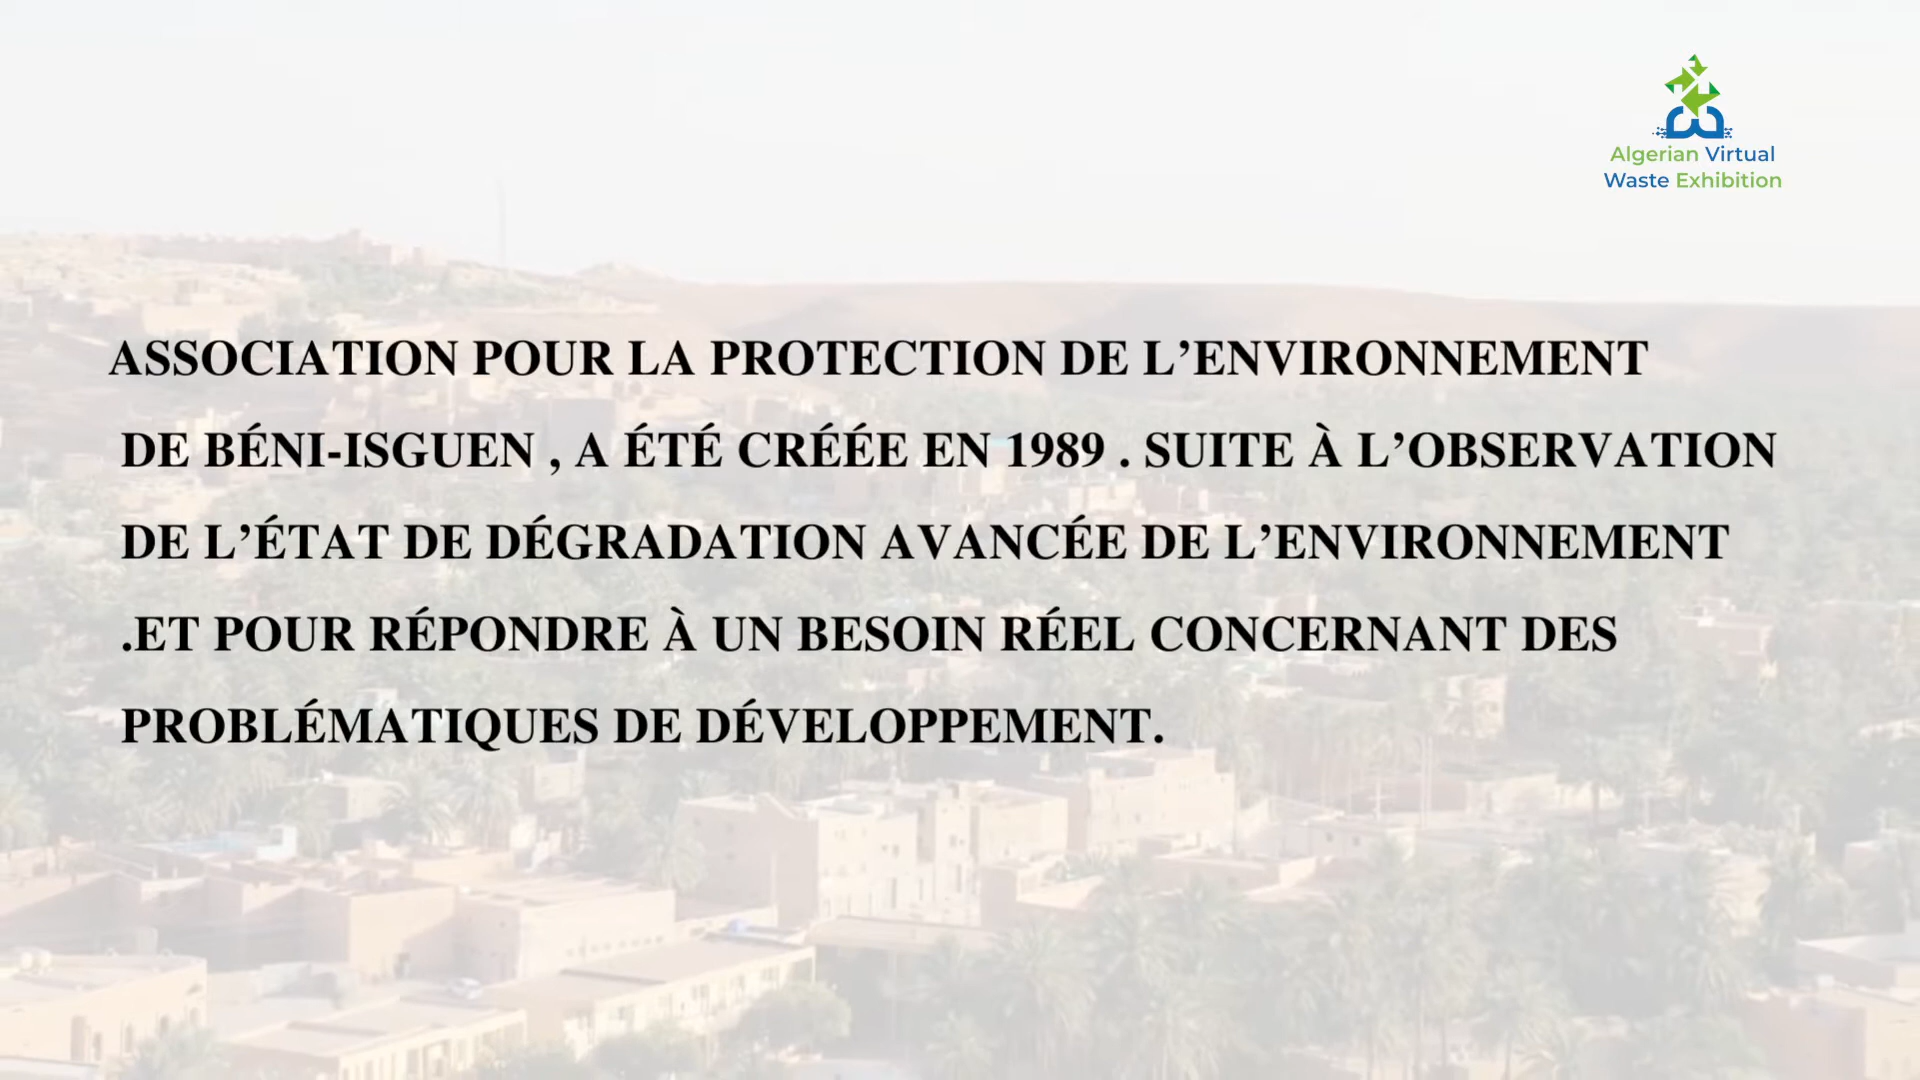 Algerian Virtual
Waste Exhibition
ASSOCIATION POUR LA PROTECTION DE L’ENVIRONNEMENT
DE BÉNI-ISGUEN , A ÉTÉ CRÉÉE EN 1989 . SUITE À L’OBSERVATION
DE L’ÉTAT DE DÉGRADATION AVANCÉE DE L’ENVIRONNEMENT
.ET POUR RÉPONDRE À UN BESOIN RÉEL CONCERNANT DES
PROBLÉMATIQUES DE DÉVELOPPEMENT.